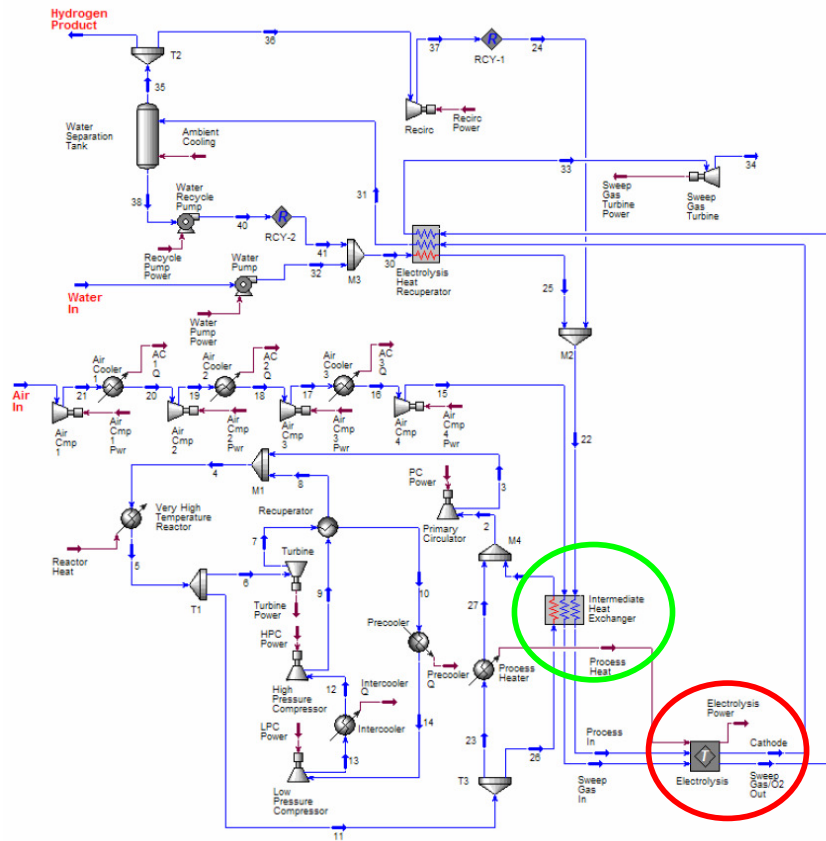 Hydrogen
Product
T2
36
37
RCY-1
24
35
Recirc
Recirc
Power
Water
Separation
Tank
Ambient
Cooling
33
34
Sweep
Gas
Turbine
Power
Sweep
Gas
Turbine
31
38
Water
Recycle
Pump
40
R
RCY-2
41
Recycle
Pump
Power
Water Pump
32
M3
30
Electrolysis
Heat
Recuperator
25
Water
In
Water
Pump
Power
M2
Air
In
21
Air
Cooler
1
AC
1
Q
20
19
Air
Cooler
2
AC
2
Q
18
17
Air
Cooler
3
AC
3
Q
16
15
Air
Cmp
1
Air
Cmp
1
Pwr
Air
Cmp
2
Air
Cmp
2
Pwr
Air
Cmp
3
Air
Cmp
3
Pwr
Air
Cmp
4
Air
Cmp
4
Pwr
22
4
M1
8
PC
Power
3
Primary
Circulator
2
M4
Very High
Temperature
Reactor
Reactor
Heat
5
Recuperator
7
Turbine
T1
6
Turbine
Power
9
10
HPC
Power
High
Pressure
Compressor
12
Intercooler
Q
Intercooler
Precooler
Precooler
Q
27
Intermediate
Heat
Exchanger
Process
Heater
Process
Heat
LPC
Power
Low
Pressure
Compressor
13
14
23
26
T3
11
Process
In
Sweep
Gas
In
Electrolysis
Power
T
Electrolysis
Cathode
Sweep
Gas/O2
Out
R